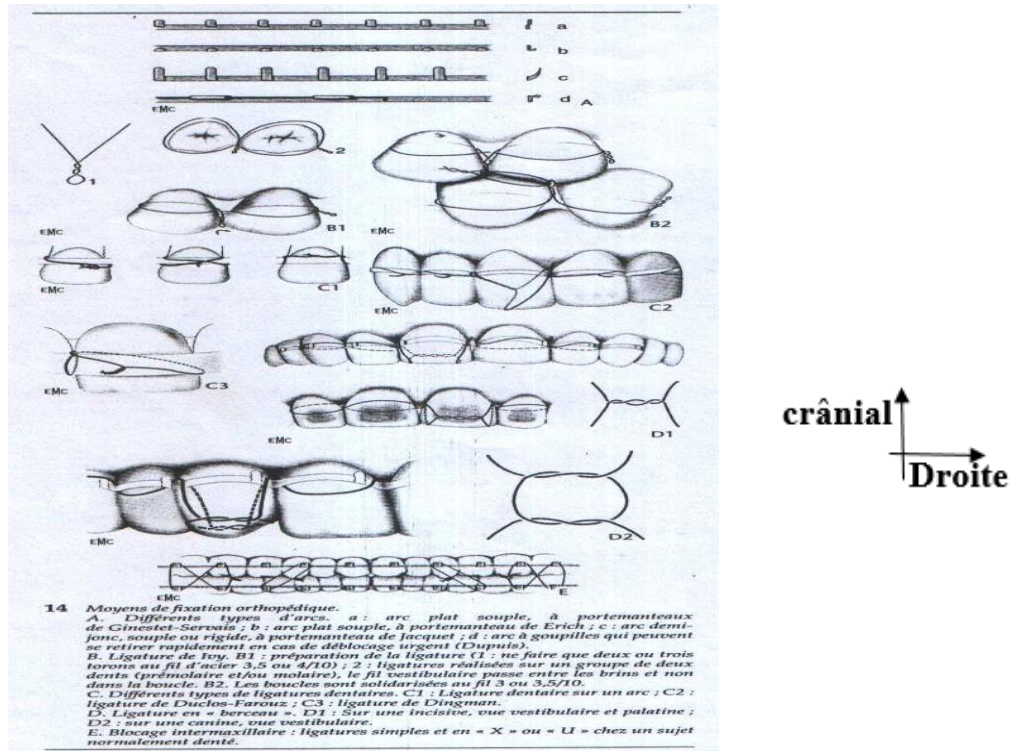 a
b
c
d A
EMC
1
2
B1
EMC
B2
EMC
C1
EMC
C2
EMC
C3
EMC
D1
EMC
D2
EMC
E
EMC
crânial
Droite
14 Moyens de fixation orthopédique.
A. Différents types d'arcs. a : arc plat souple, à portemanteaux
de Ginestet-Servais ; b : arc plat souple, à portemanteau de Erich ; c : arc demi-
jonc, souple ou rigide, à portemanteau de Jacquet ; d : arc à goupilles qui peuvent
se retirer rapidement en cas de déblocage urgent (Dupuis).
B. Ligature de Ivy. B1 : préparation de la ligature (1 : ne faire que deux ou trois
torons au fil d'acier 3,5 ou 4/10) ; 2 : ligatures réalisées sur un groupe de deux
dents (prémolaire et/ou molaire), le fil vestibulaire passe entre les brins et non
dans la boucle. B2. Les boucles sont solidarisées au fil 3 ou 3,5/10.
C. Différents types de ligatures dentaires. C1 : Ligature dentaire sur un arc ; C2 :
ligature de Duclos-Farouz ; C3 : ligature de Dingman.
D. Ligature en « berceau ». D1 : Sur une incisive, vue vestibulaire et palatine ;
D2 : sur une canine, vue vestibulaire.
E. Blocage intermaxillaire : ligatures simples et en « X » ou « U » chez un sujet
normalement denté.